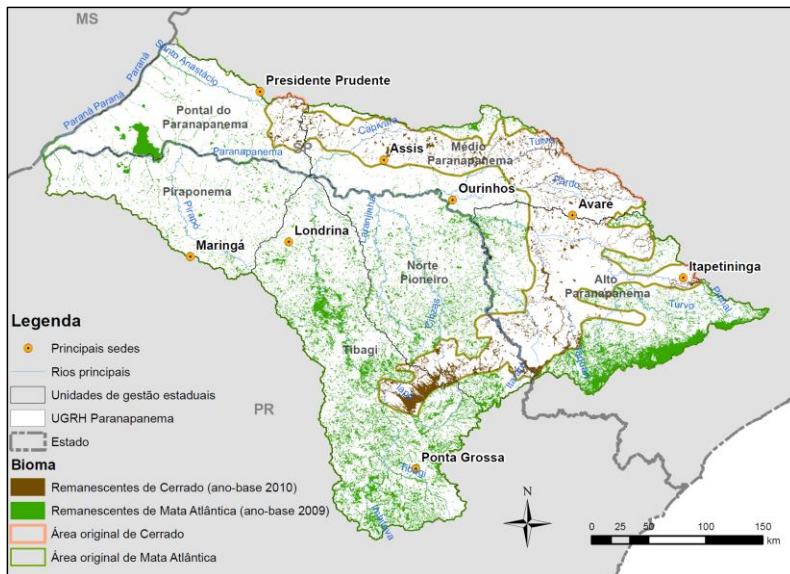 MS
Santo Anastácio
Presidente Prudente
Paraná
Paraná Paraná
Pontal do
Paranapanema
Capivara
SP
Assis
Médio
Paranapanema
Turvo
Paranapanema
Pardo
Ourinhos
Piraponema
Avaré
Pirapó
Laranjinha
Londrina
Maringá
Norte
Pioneiro
Itapetininga
Alto
Paranapanema
Turvo
Cinzas
Tibagi
Itararé
PR
Ponta Grossa
Tibagi
Legenda
Principais sedes
Rios principais
Unidades de gestão estaduais
UGRH Paranapanema
Estado
Bioma
Remanescentes de Cerrado (ano-base 2010)
Remanescentes de Mata Atlântica (ano-base 2009)
Área original de Cerrado
Área original de Mata Atlântica
N
0 25 50 100 150
km